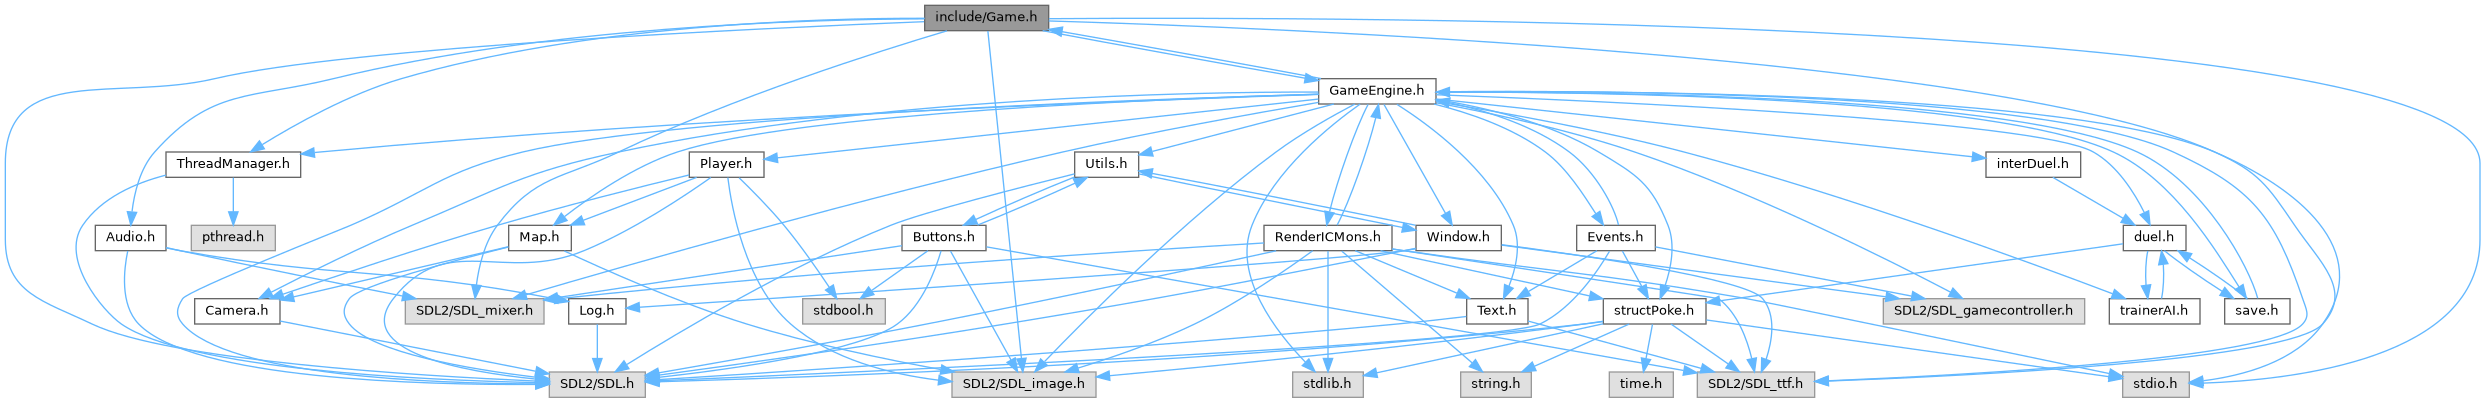 include/Game.h
GameEngine.h
ThreadManager.h
Player.h
Utils.h
interDuel.h
Audio.h
pthread.h
Map.h
Buttons.h
RenderICMons.h
Window.h
Events.h
duel.h
Camera.h
SDL2/SDL_mixer.h
Log.h
stdbool.h
Text.h
structPoke.h
SDL2/SDL_gamecontroller.h
trainerAI.h
save.h
SDL2/SDL.h
SDL2/SDL_image.h
stdlib.h
string.h
time.h
SDL2/SDL_ttf.h
stdio.h